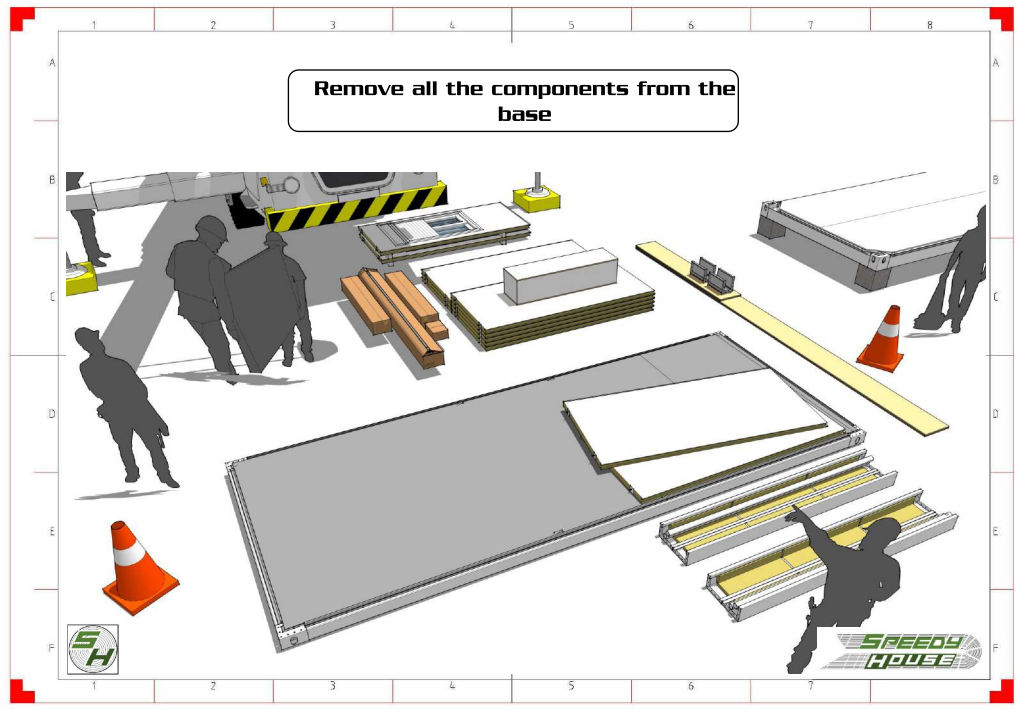 1 2 3 4 5 6 7 8
A A
Remove all the components from the
base
B B
C C
D D
E E
F F
SH
SPEEDY
HOUSE
1 2 3 4 5 6 7 8